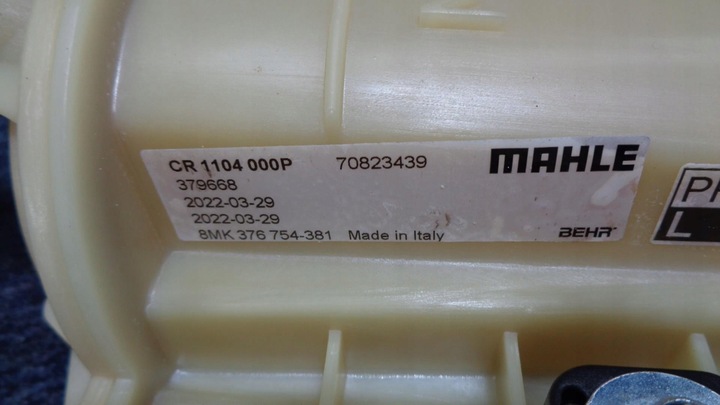 CR 1104 000P 70823439 MAHLE
379668
2022-03-29
2022-03-29
8MK 376 754-381 Made in Italy BEHR
L